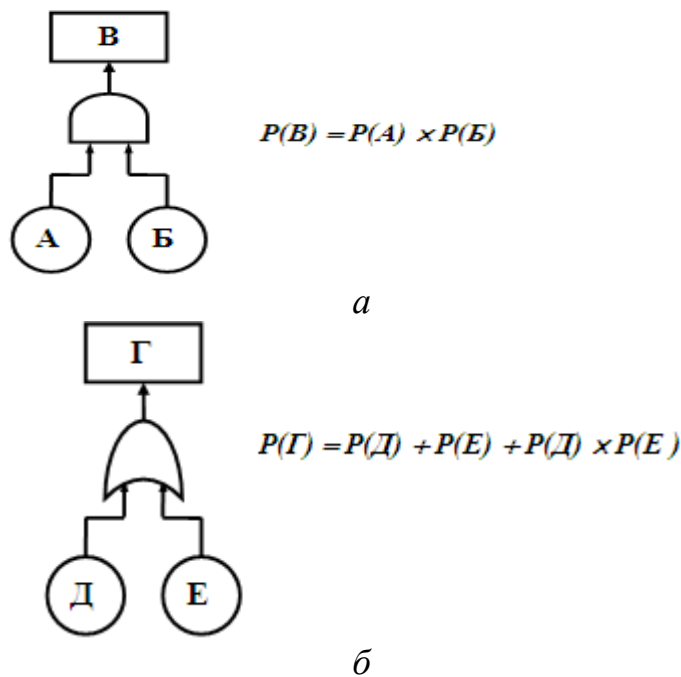 В
P(В) = P(А) × P(Б)
А Б
а
Г
P(Г) = P(Д) + P(Е) + P(Д) × P(Е )
Д Е
б